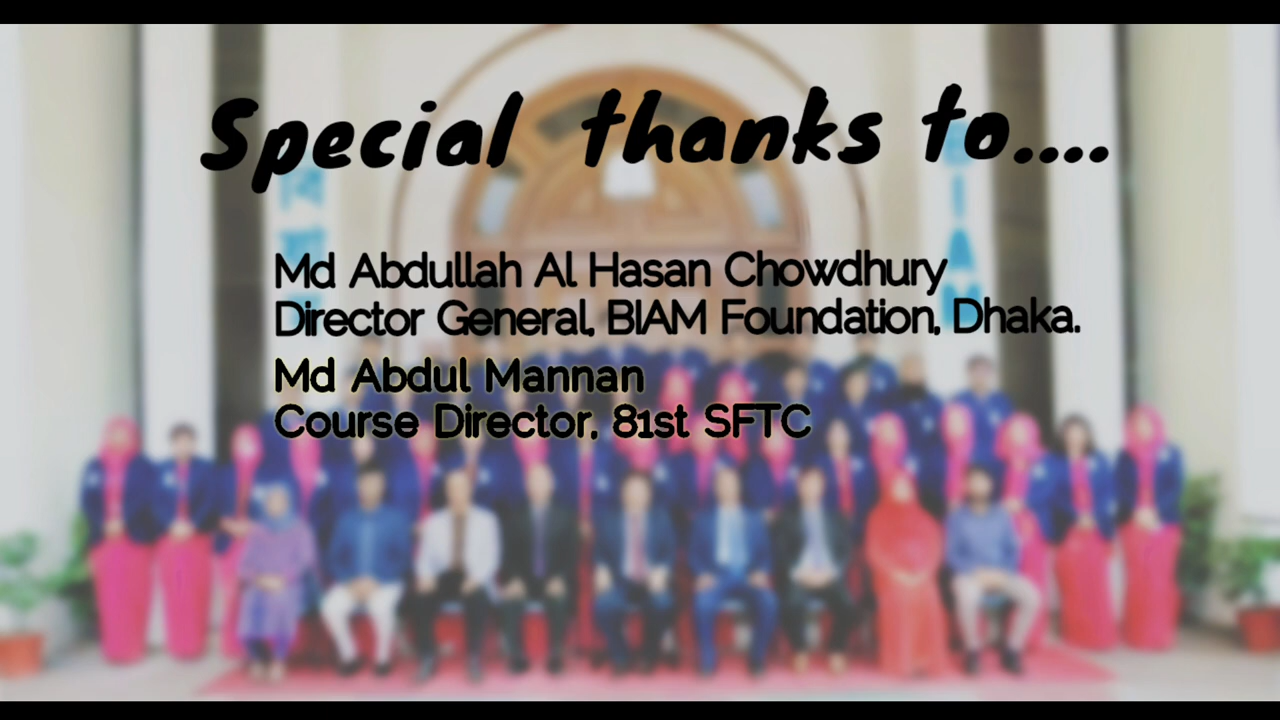 Special thanks to....
Md Abdullah Al Hasan Chowdhury
Director General, BIAM Foundation, Dhaka.
Md Abdul Mannan
Course Director, 81st SFTC